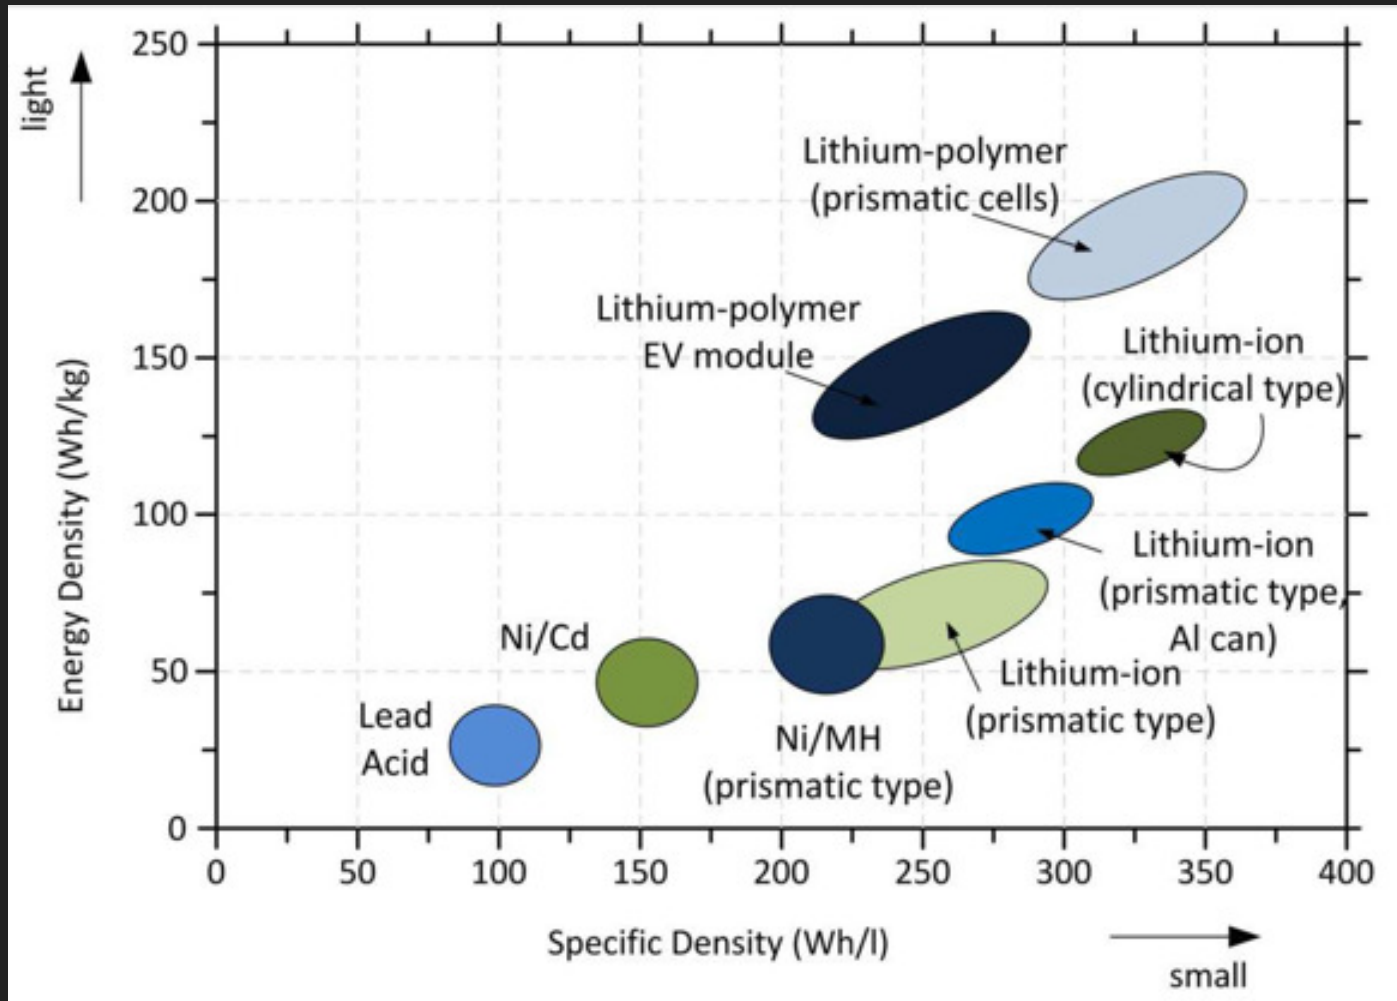 light
Energy Density (Wh/kg)
250
200
150
100
50
0
Lithium-polymer
(prismatic cells)
Lithium-polymer
EV module
Lithium-ion
(cylindrical type)
Lithium-ion
(prismatic type,
Al can)
Lithium-ion
(prismatic type)
Ni/MH
(prismatic type)
Ni/Cd
Lead
Acid
0 50 100 150 200 250 300 350 400
Specific Density (Wh/l)
small